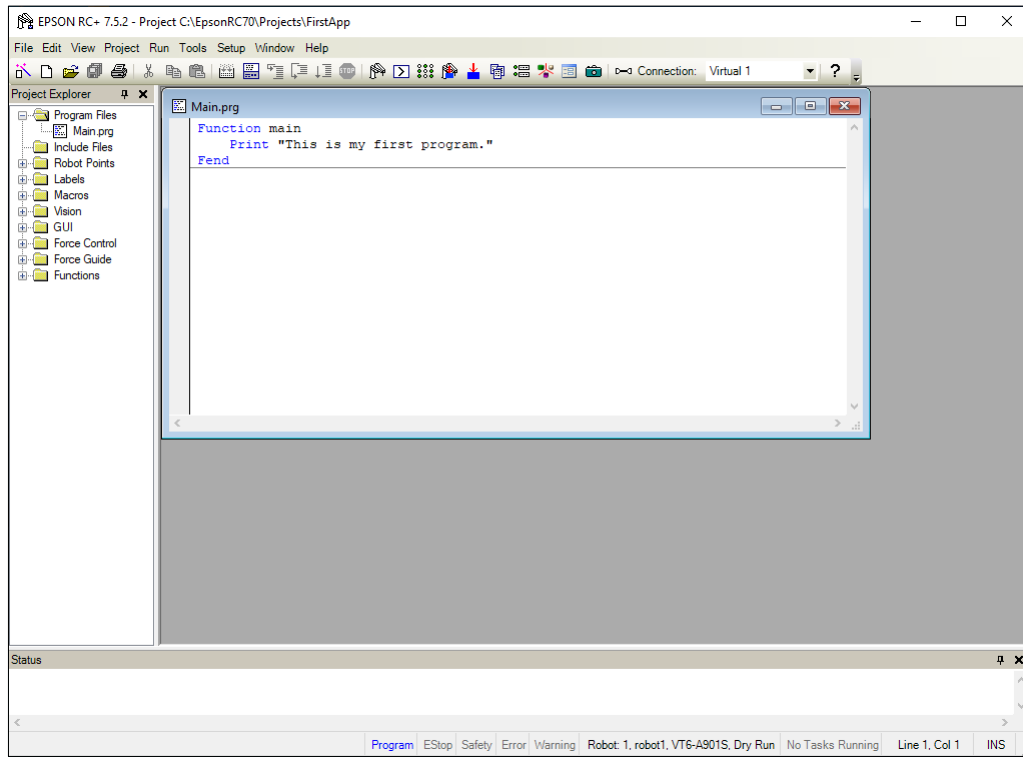 EPSON RC+ 7.5.2 - Project C:\EpsonRC70\Projects\FirstApp
File Edit View Project Run Tools Setup Window Help
STOP Connection: Virtual 1 ?
Project Explorer
Program Files
Main.prg
Include Files
Robot Points
Labels
Macros
Vision
GUI
Force Control
Force Guide
Functions
Main.prg
Function main
Print "This is my first program."
Fend
Status
Program EStop Safety Error Warning Robot: 1, robot1, VT6-A901S, Dry Run No Tasks Running Line 1, Col 1 INS